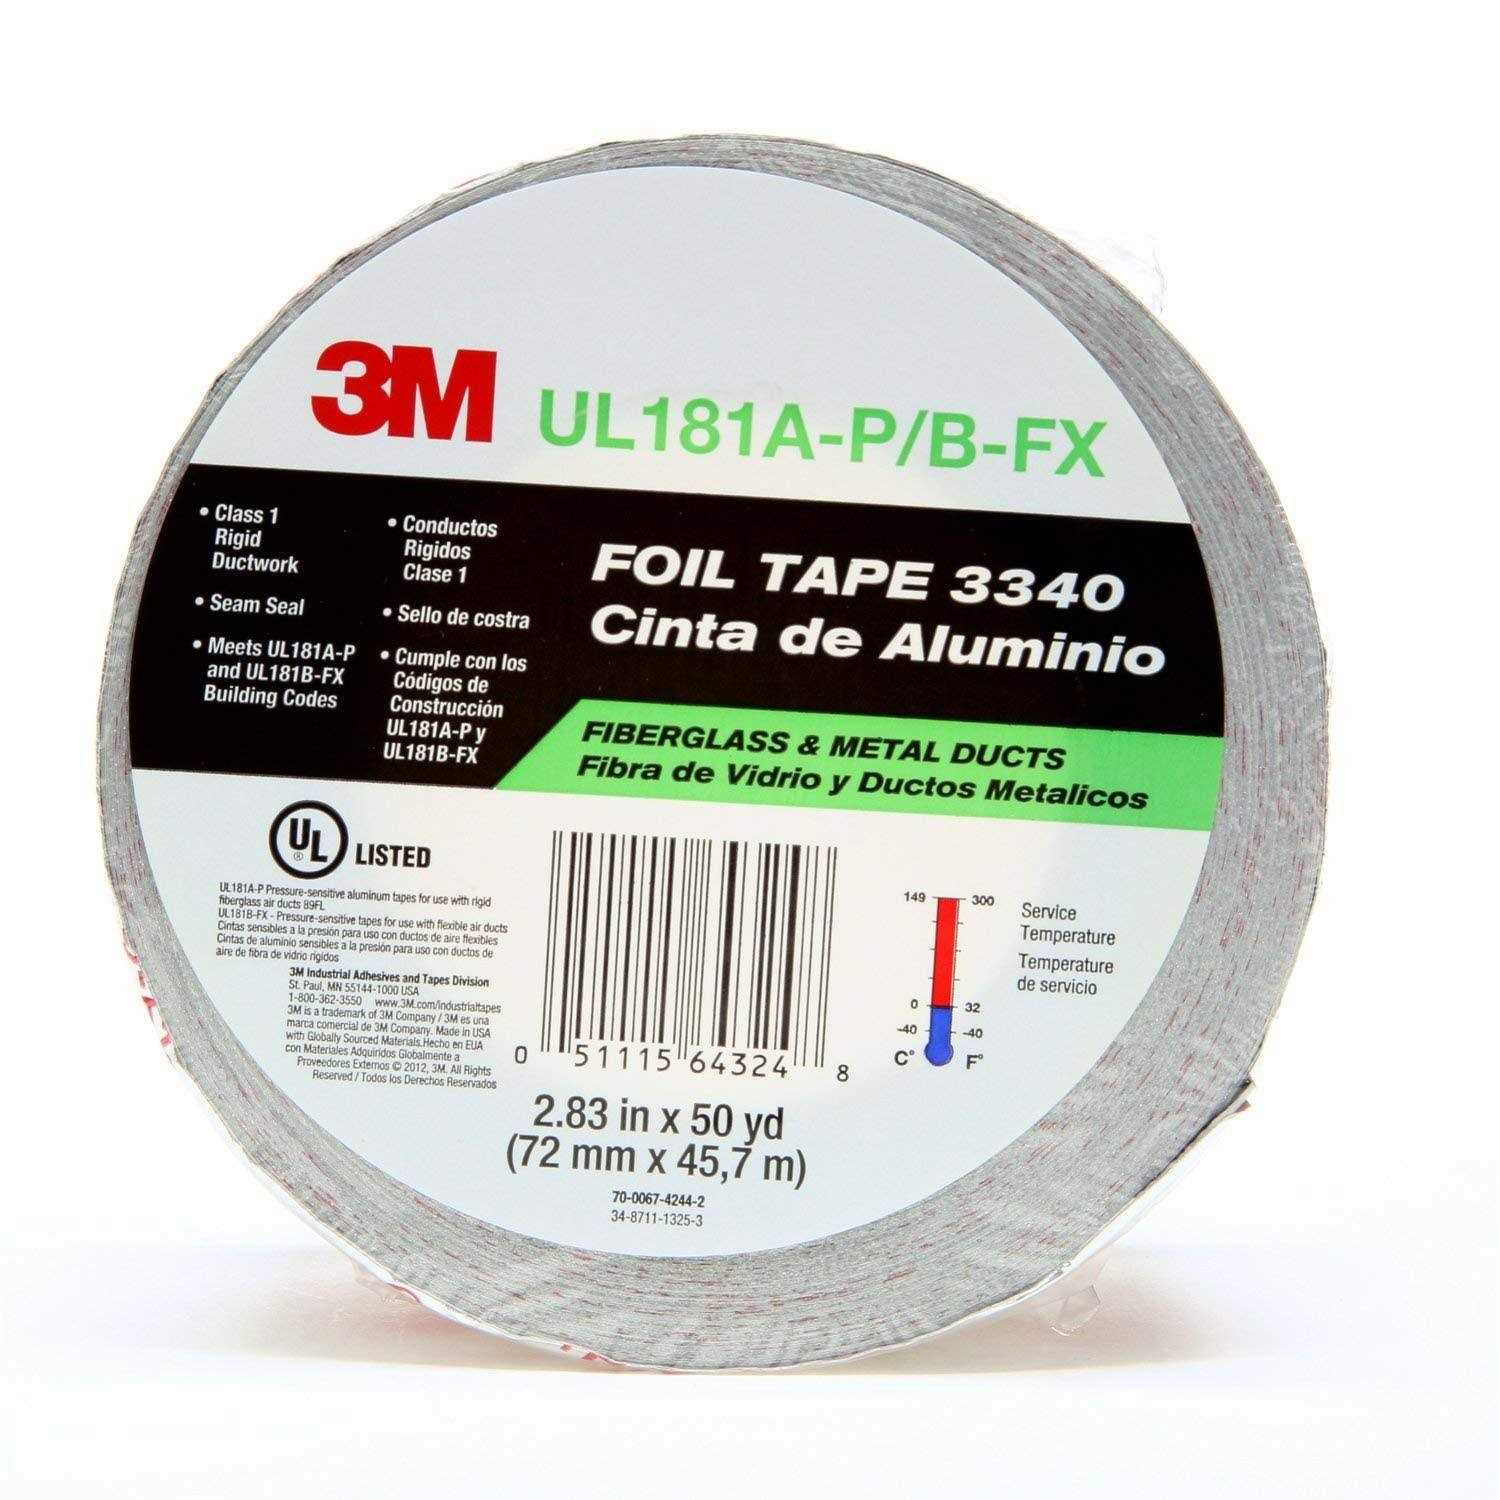 3M UL181A-P/B-FX
• Class 1
Rigid
Ductwork
• Seam Seal
• Meets UL181A-P
and UL181B-FX
Building Codes
• Conductos
Rigidos
Clase 1
• Sello de costra
• Cumple con los
Códigos de
Construcción
UL181A-P y
UL181B-FX
FOIL TAPE 3340
Cinta de Aluminio
FIBERGLASS & METAL DUCTS
Fibra de Vidrio y Ductos Metalicos
UL ® LISTED
UL181A-P Pressure-sensitive aluminum tapes for use with rigid
fiberglass air ducts 89FL
UL181B-FX - Pressure-sensitive tapes for use with flexible air ducts
Cintas sensibles a la presión para uso con ductos de aire flexibles
Cintas de aluminio sensibles a la presión para uso con ductos de
aire de fibra de vidrio rígidos
3M Industrial Adhesives and Tapes Division
St. Paul, MN 55144-1000 USA
1-800-362-3550 www.3M.com/industrialtapes
3M is a trademark of 3M Company / 3M es una
marca comercial de 3M Company. Made in USA
with Globally Sourced Materials.Hecho en EUA
con Materiales Adquiridos Globalmente a
Proveedores Externos © 2012, 3M. All Rights
Reserved / Todos los Derechos Reservados
0 51115 64324 8
149 300
0 32
-40 -40
C° F°
Service
Temperature
Temperature
de servicio
2.83 in x 50 yd
(72 mm x 45,7 m)
70-0067-4244-2
34-8711-1325-3